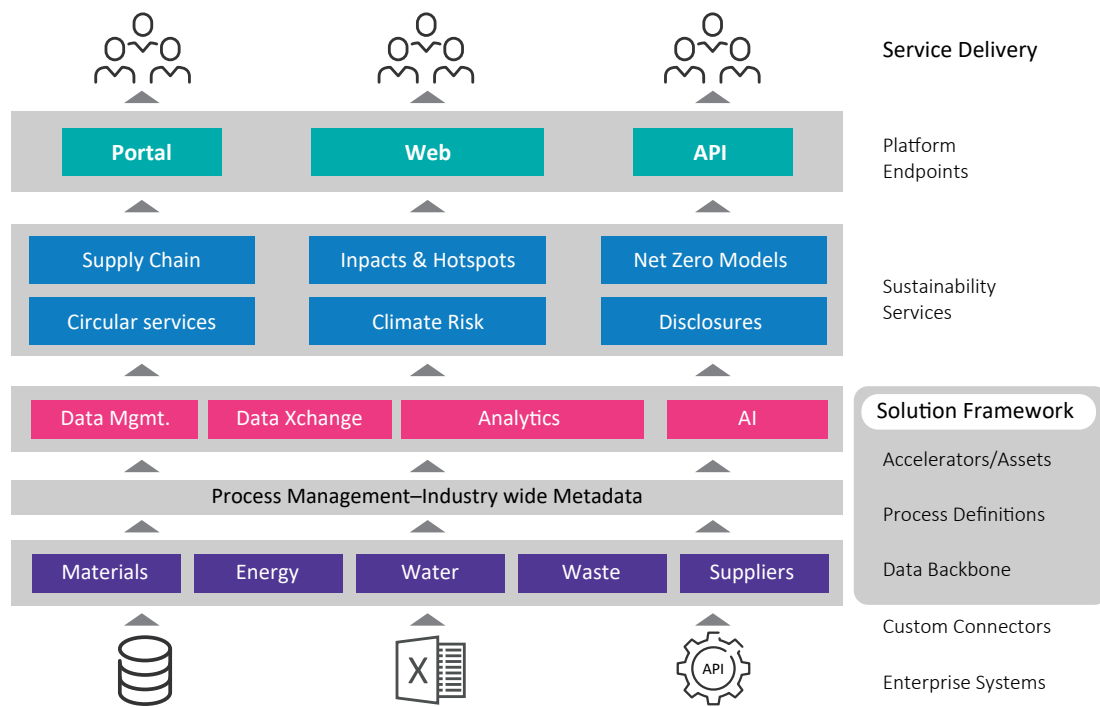 Service Delivery
Portal
Web
API
Platform
Endpoints
Supply Chain
Inpacts & Hotspots
Net Zero Models
Circular services
Climate Risk
Disclosures
Sustainability
Services
Data Mgmt.
Data Xchange
Analytics
AI
Solution Framework
Accelerators/Assets
Process Management–Industry wide Metadata
Process Definitions
Materials
Energy
Water
Waste
Suppliers
Data Backbone
Custom Connectors
X
API
Enterprise Systems